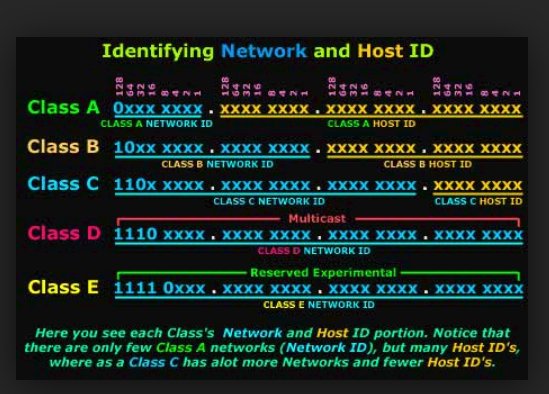 Identifying Network and Host ID
128 64 32 16 8 4 2 1 128 64 32 16 8 4 2 1 128 64 32 16 8 4 2 1 128 64 32 16 8 4 2 1
Class A 0xxx xxxx . xxxx xxxx . xxxx xxxx . xxxx xxxx
CLASS A NETWORK ID CLASS A HOST ID
Class B 10xx xxxx . xxxx xxxx . xxxx xxxx . xxxx xxxx
CLASS B NETWORK ID CLASS B HOST ID
Class C 110x xxxx . xxxx xxxx . xxxx xxxx . xxxx xxxx
CLASS C NETWORK ID CLASS C HOST ID
Multicast
Class D 1110 xxxx . xxxx xxxx . xxxx xxxx . xxxx xxxx
CLASS D NETWORK ID
Reserved Experimental
Class E 1111 0xxx . xxxx xxxx . xxxx xxxx . xxxx xxxx
CLASS E NETWORK ID
Here you see each Class's Network and Host ID portion. Notice that
there are only few Class A networks (Network ID), but many Host ID's,
where as a Class C has alot more Networks and fewer Host ID's.